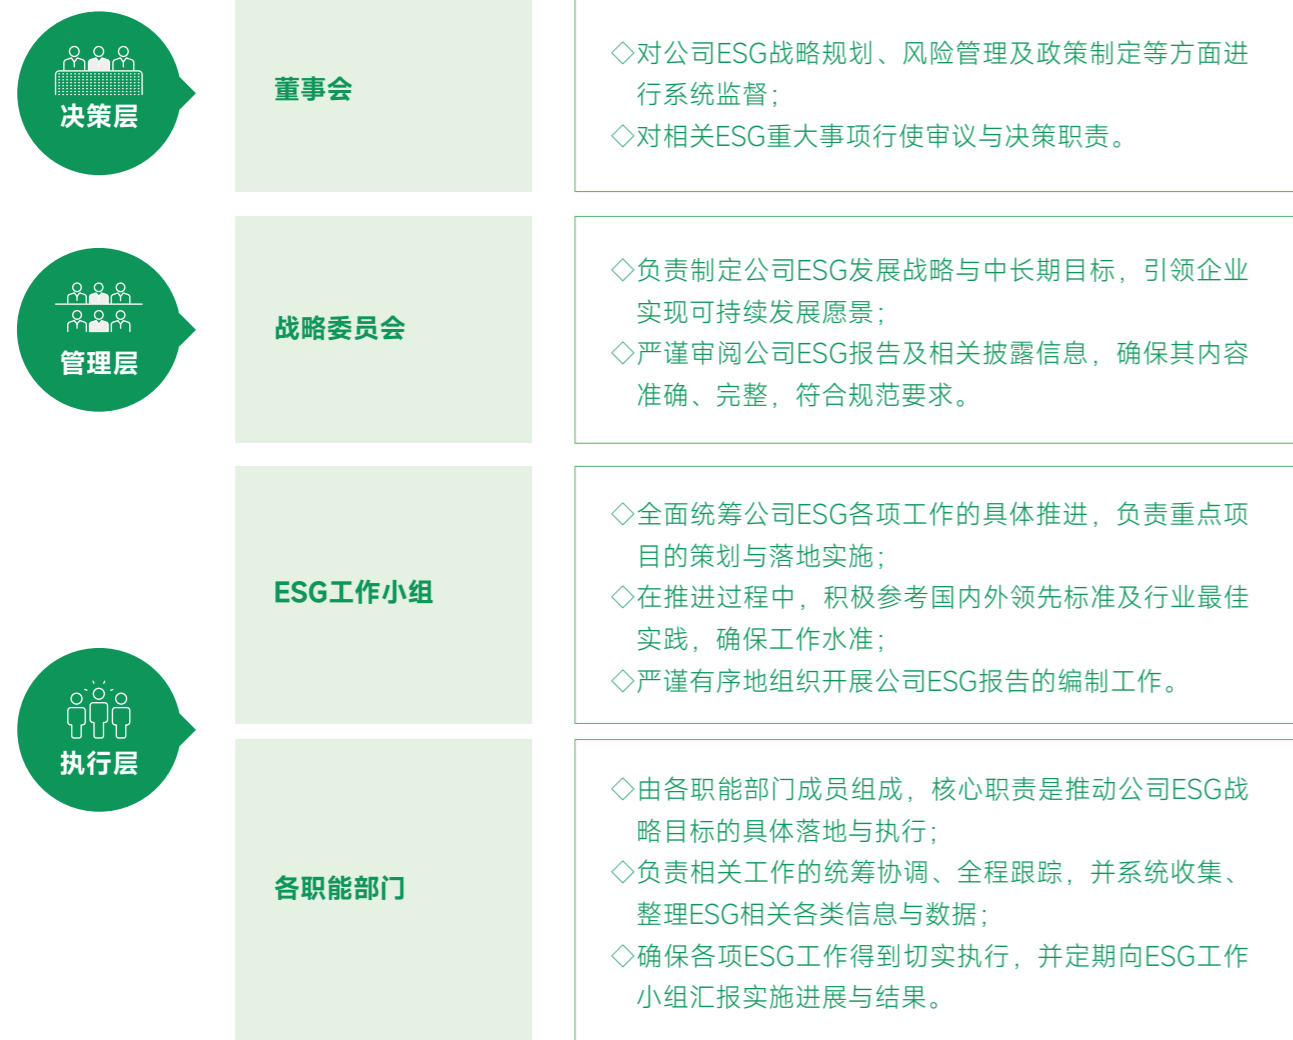 决策层
董事会
◇对公司ESG战略规划、风险管理及政策制定等方面进
行系统监督；
◇对相关ESG重大事项行使审议与决策职责。
管理层
战略委员会
◇负责制定公司ESG发展战略与中长期目标，引领企业
实现可持续发展愿景；
◇严谨审阅公司ESG报告及相关披露信息，确保其内容
准确、完整，符合规范要求。
执行层
ESG工作小组
◇全面统筹公司ESG各项工作的具体推进，负责重点项
目的策划与落地实施；
◇在推进过程中，积极参考国内外领先标准及行业最佳
实践，确保工作水准；
◇严谨有序地组织开展公司ESG报告的编制工作。
各职能部门
◇由各职能部门成员组成，核心职责是推动公司ESG战
略目标的具体落地与执行；
◇负责相关工作的统筹协调、全程跟踪，并系统收集、
整理ESG相关各类信息与数据；
◇确保各项ESG工作得到切实执行，并定期向ESG工作
小组汇报实施进展与结果。